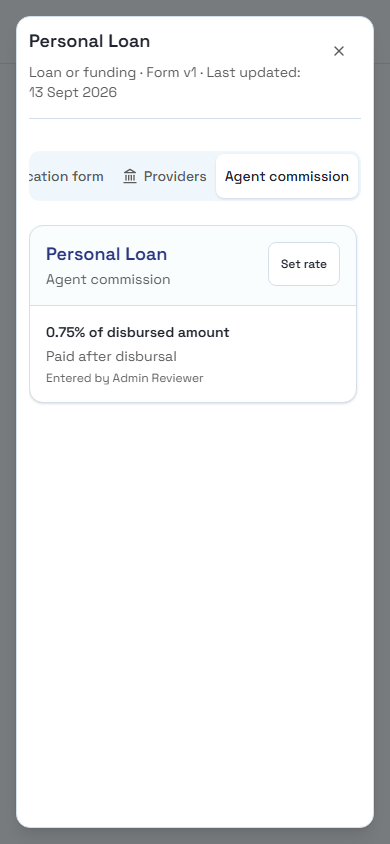 Personal Loan
Loan or funding · Form v1 · Last updated:
13 Sept 2026
cation form
Providers
Agent commission
Personal Loan
Agent commission
Set rate
0.75% of disbursed amount
Paid after disbursal
Entered by Admin Reviewer